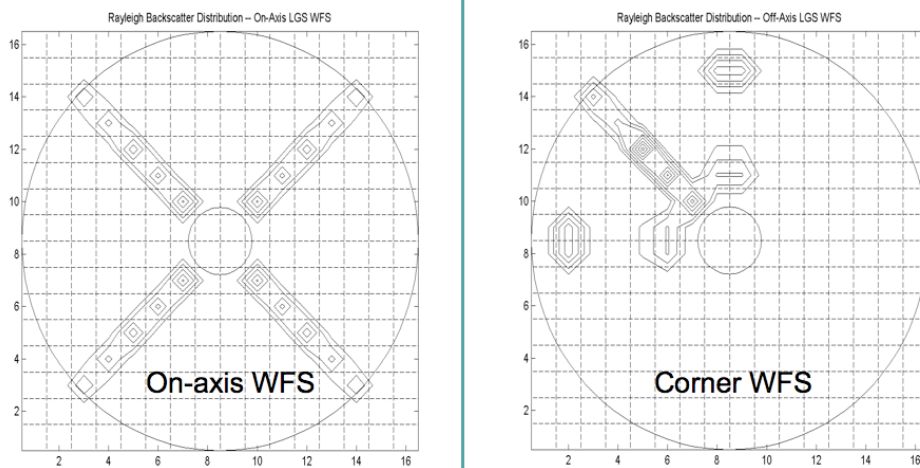 Rayleigh Backscatter Distribution -- On-Axis LGS WFS
16
14
12
10
8
6
4
2
On-axis WFS
2 4 6 8 10 12 14 16
Rayleigh Backscatter Distribution -- Off-Axis LGS WFS
16
14
12
10
8
6
4
2
Corner WFS
2 4 6 8 10 12 14 16